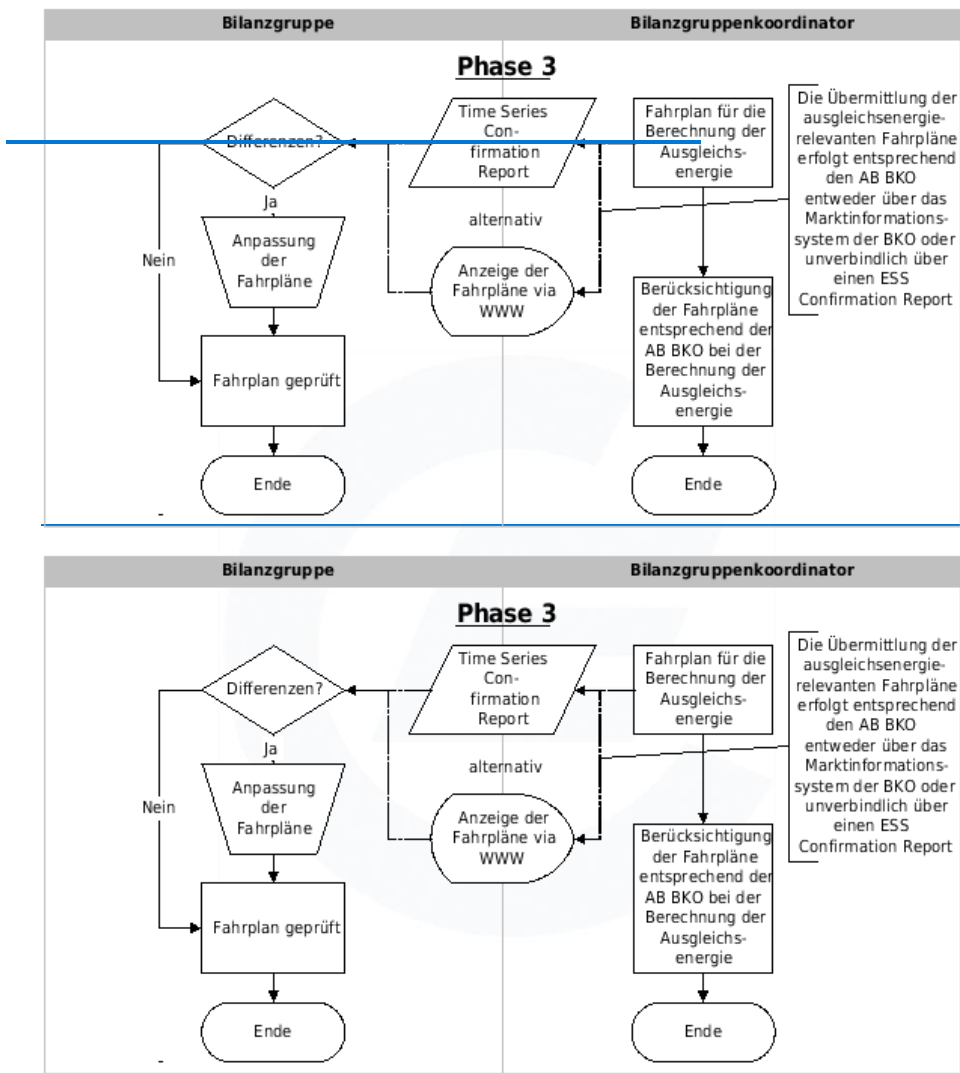 Bilanzgruppe
Bilanzgruppenkoordinator
Phase 3
Differenzen?
Ja
Nein
Anpassung
der
Fahrpläne
Fahrplan geprüft
Ende
Time Series
Con-
firmation
Report
alternativ
Anzeige der
Fahrpläne via
WWW
Fahrplan für die
Berechnung der
Ausgleichs-
energie
Berücksichtigung
der Fahrpläne
entsprechend der
AB BKO bei der
Berechnung der
Ausgleichs-
energie
Ende
Die Übermittlung der
ausgleichsenergie-
relevanten Fahrpläne
erfolgt entsprechend
den AB BKO
entweder über das
Marktinformations-
system der BKO oder
unverbindlich über
einen ESS
Confirmation Report
Bilanzgruppe
Bilanzgruppenkoordinator
Phase 3
Differenzen?
Ja
Nein
Anpassung
der
Fahrpläne
Fahrplan geprüft
Ende
Time Series
Con-
firmation
Report
alternativ
Anzeige der
Fahrpläne via
WWW
Fahrplan für die
Berechnung der
Ausgleichs-
energie
Berücksichtigung
der Fahrpläne
entsprechend der
AB BKO bei der
Berechnung der
Ausgleichs-
energie
Ende
Die Übermittlung der
ausgleichsenergie-
relevanten Fahrpläne
erfolgt entsprechend
den AB BKO
entweder über das
Marktinformations-
system der BKO oder
unverbindlich über
einen ESS
Confirmation Report